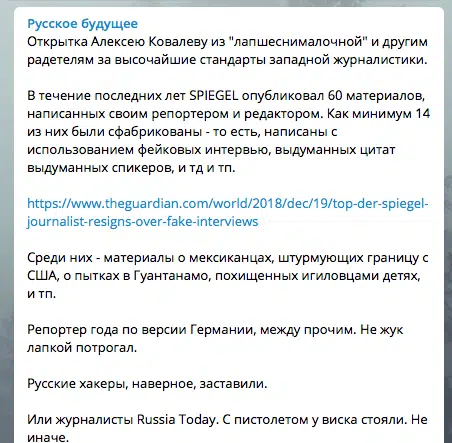 Русское будущее
Открытка Алексею Ковалеву из "лапшеснималочной" и другим
радетелям за высочайшие стандарты западной журналистики.
В течение последних лет SPIEGEL опубликовал 60 материалов,
написанных своим репортером и редактором. Как минимум 14
из них были сфабрикованы - то есть, написаны с
использованием фейковых интервью, выдуманных цитат
выдуманных спикеров, и тд и тп.
https://www.theguardian.com/world/2018/dec/19/top-der-spiegel-
journalist-resigns-over-fake-interviews
Среди них - материалы о мексиканцах, штурмующих границу с
США, о пытках в Гуантанамо, похищенных игиловцами детях,
и тп.
Репортер года по версии Германии, между прочим. Не жук
лапкой потрогал.
Русские хакеры, наверное, заставили.
Или журналисты Russia Today. С пистолетом у виска стояли. Не
иначе.